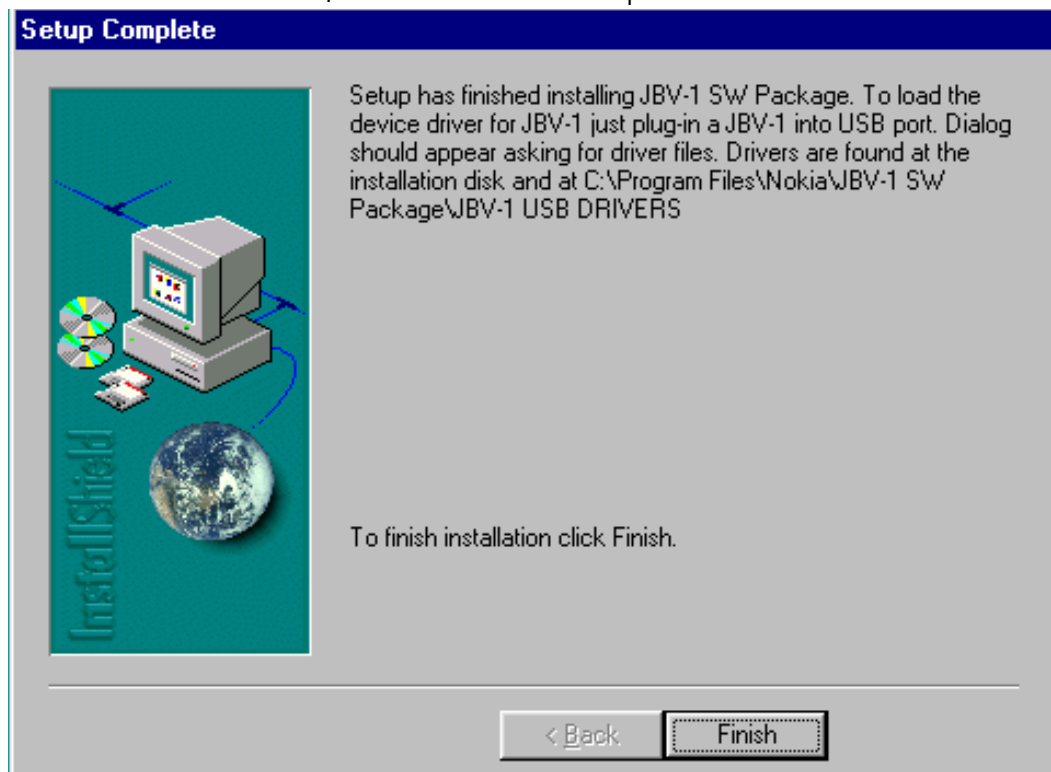 Setup Complete
Setup has finished installing JBV-1 SW Package. To load the
device driver for JBV-1 just plug-in a JBV-1 into USB port. Dialog
should appear asking for driver files. Drivers are found at the
installation disk and at C:\Program Files\Nokia\JBV-1 SW
Package\JBV-1 USB DRIVERS
InstallShield
To finish installation click Finish.
< Back
Finish